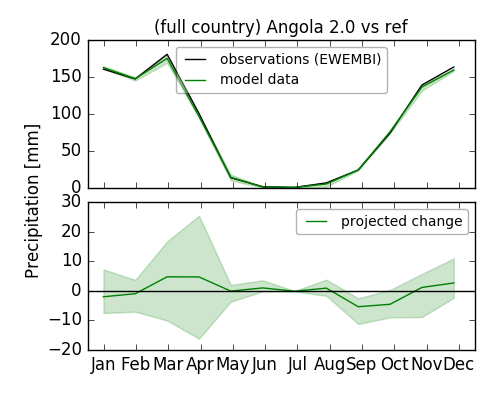 (full country) Angola 2.0 vs ref
200
150
100
50
0
observations (EWEMBI)
model data
Precipitation [mm]
30
20
10
0
−10
−20
projected change
Jan Feb Mar Apr May Jun Jul Aug Sep Oct Nov Dec